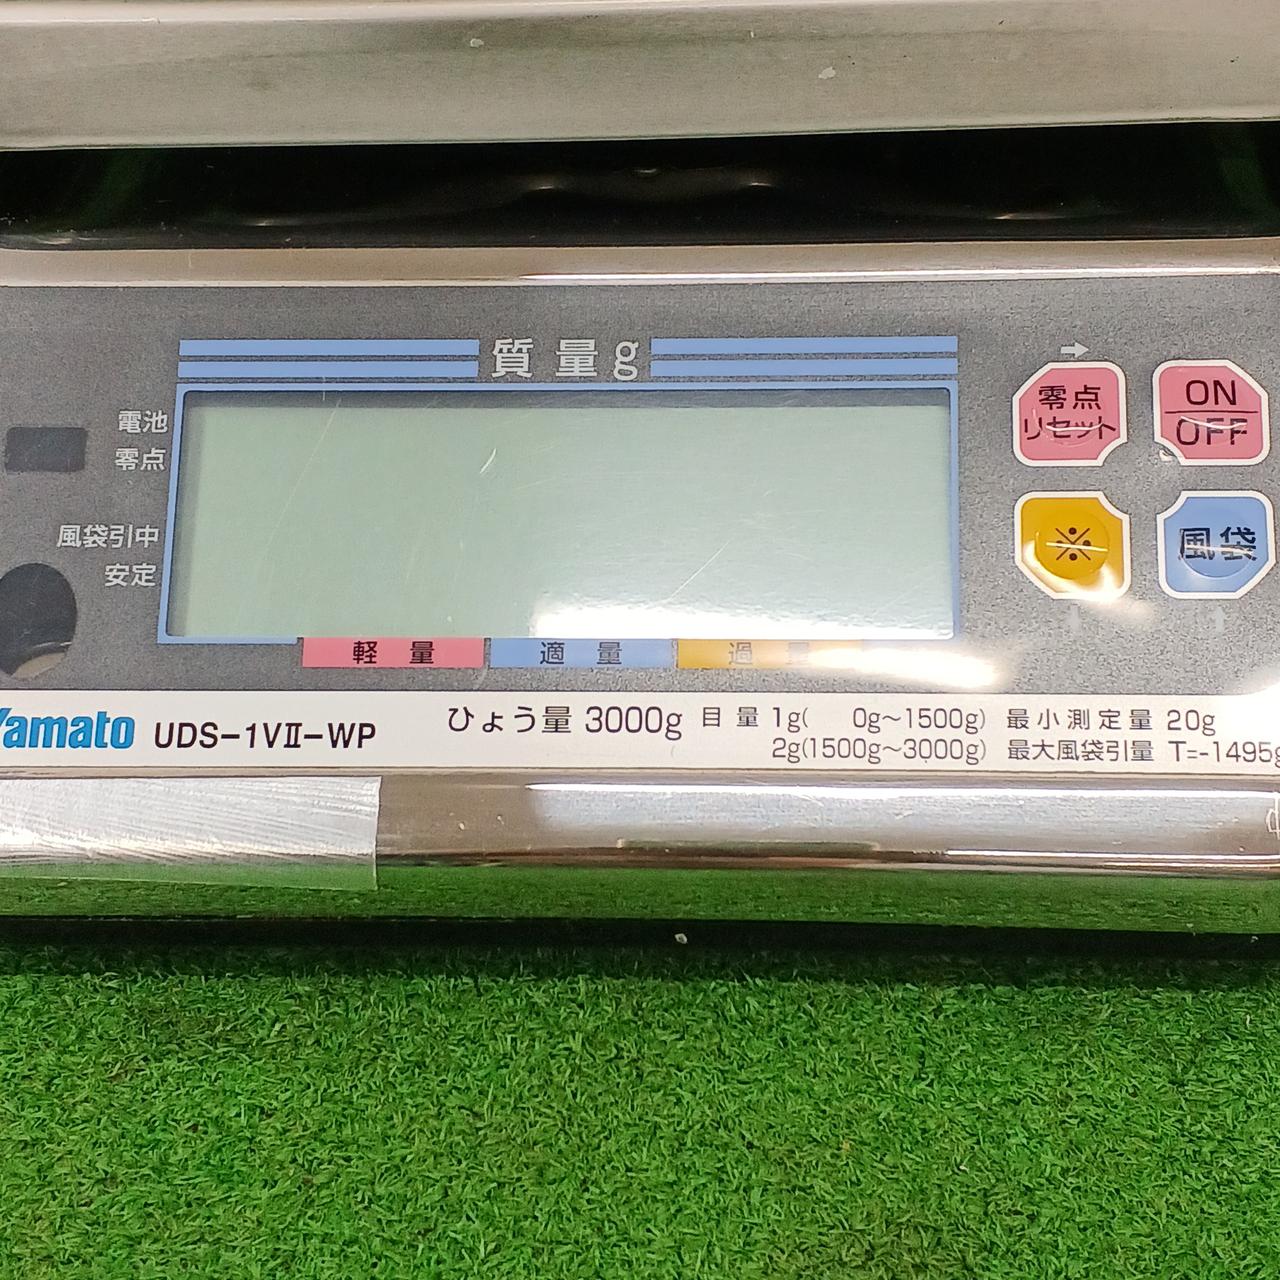 質量g
電池
零点
風袋引中
安定
零点
リセット
ON
OFF
※
風袋
軽量
適量
過量
Yamato UDS-1VII-WP
ひょう量 3000g
目量 1g( 0g~1500g)
2g(1500g~3000g)
最小測定量 20g
最大風袋引量 T=-1495g